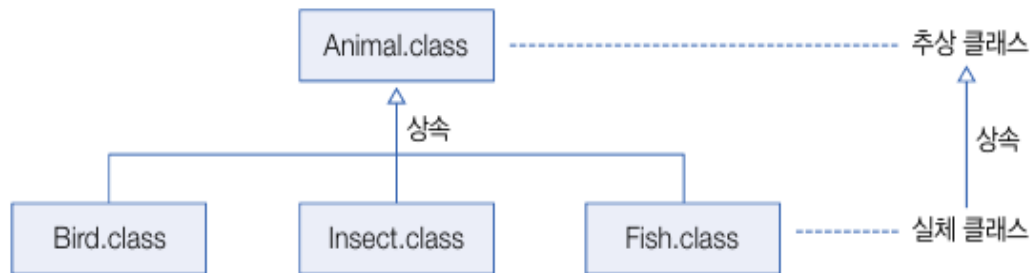 Animal.class
추상 클래스
상속
상속
Bird.class
Insect.class
Fish.class
실체 클래스